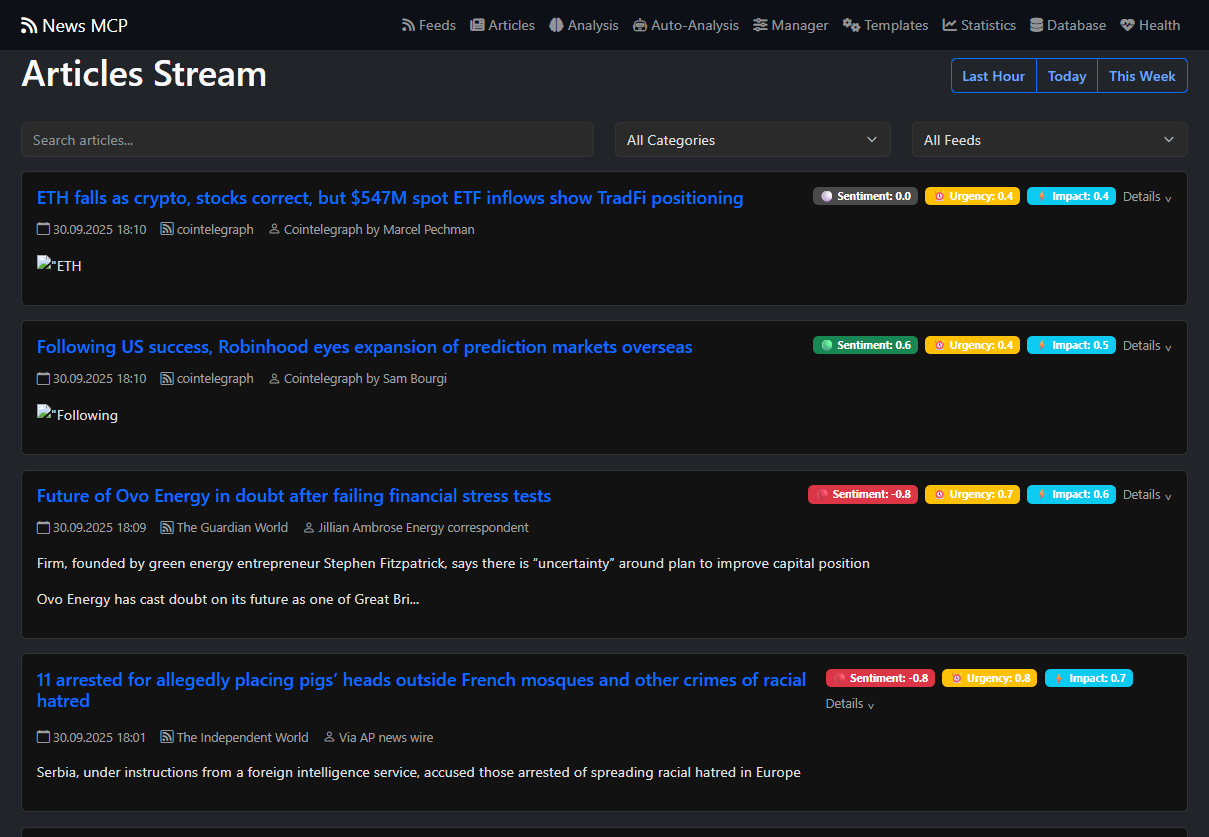 News MCP
Feeds Articles Analysis Auto-Analysis Manager Templates Statistics Database Health
Articles Stream
Last Hour Today This Week
Search articles...
All Categories
All Feeds
ETH falls as crypto, stocks correct, but $547M spot ETF inflows show TradFi positioning
Sentiment: 0.0 Urgency: 0.4 Impact: 0.4 Details
30.09.2025 18:10 cointelegraph Cointelegraph by Marcel Pechman
"ETH
Following US success, Robinhood eyes expansion of prediction markets overseas
Sentiment: 0.6 Urgency: 0.4 Impact: 0.5 Details
30.09.2025 18:10 cointelegraph Cointelegraph by Sam Bourgi
"Following
Future of Ovo Energy in doubt after failing financial stress tests
Sentiment: -0.8 Urgency: 0.7 Impact: 0.6 Details
30.09.2025 18:09 The Guardian World Jillian Ambrose Energy correspondent
Firm, founded by green energy entrepreneur Stephen Fitzpatrick, says there is “uncertainty” around plan to improve capital position
Ovo Energy has cast doubt on its future as one of Great Bri...
11 arrested for allegedly placing pigs’ heads outside French mosques and other crimes of racial
hatred
Sentiment: -0.8 Urgency: 0.8 Impact: 0.7
Details
30.09.2025 18:01 The Independent World Via AP news wire
Serbia, under instructions from a foreign intelligence service, accused those arrested of spreading racial hatred in Europe